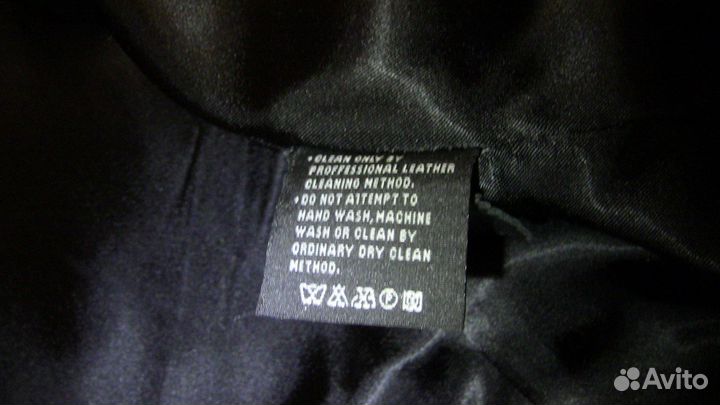 • CLEAN ONLY BY
PROFFESSIONAL LEATHER
CLEANING METHOD.
• DO NOT ATTEMPT TO
HAND WASH, MACHINE
WASH OR CLEAN BY
ORDINARY DRY CLEAN
METHOD.
P
Avito